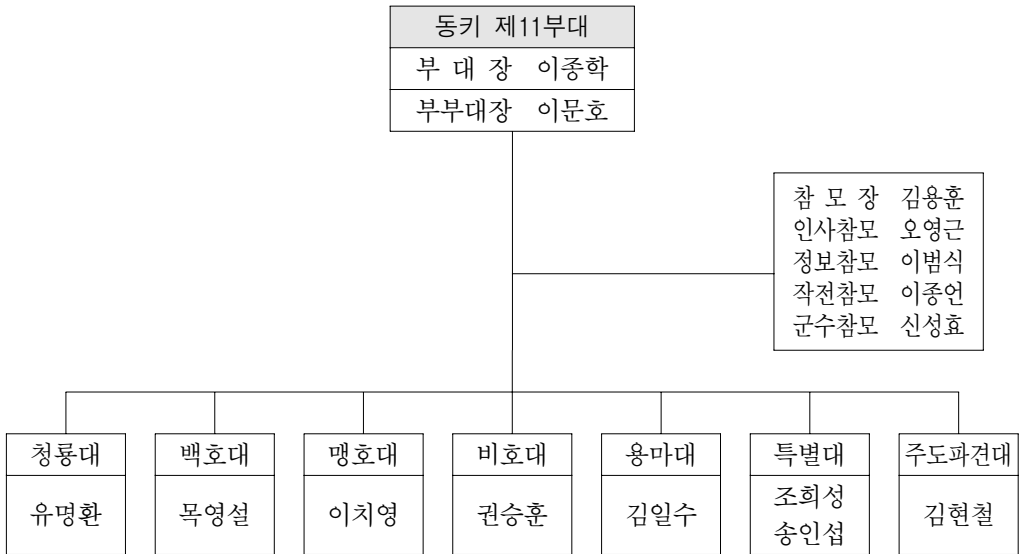 동키 제11부대
부 대 장 이종학
부부대장 이문호
참 모 장 김용훈
인사참모 오영근
정보참모 이범식
작전참모 이종언
군수참모 신성효
청룡대 백호대 맹호대 비호대 용마대 특별대 주도파견대
유명환 목영설 이치영 권승훈 김일수 조희성 김현철
송인섭